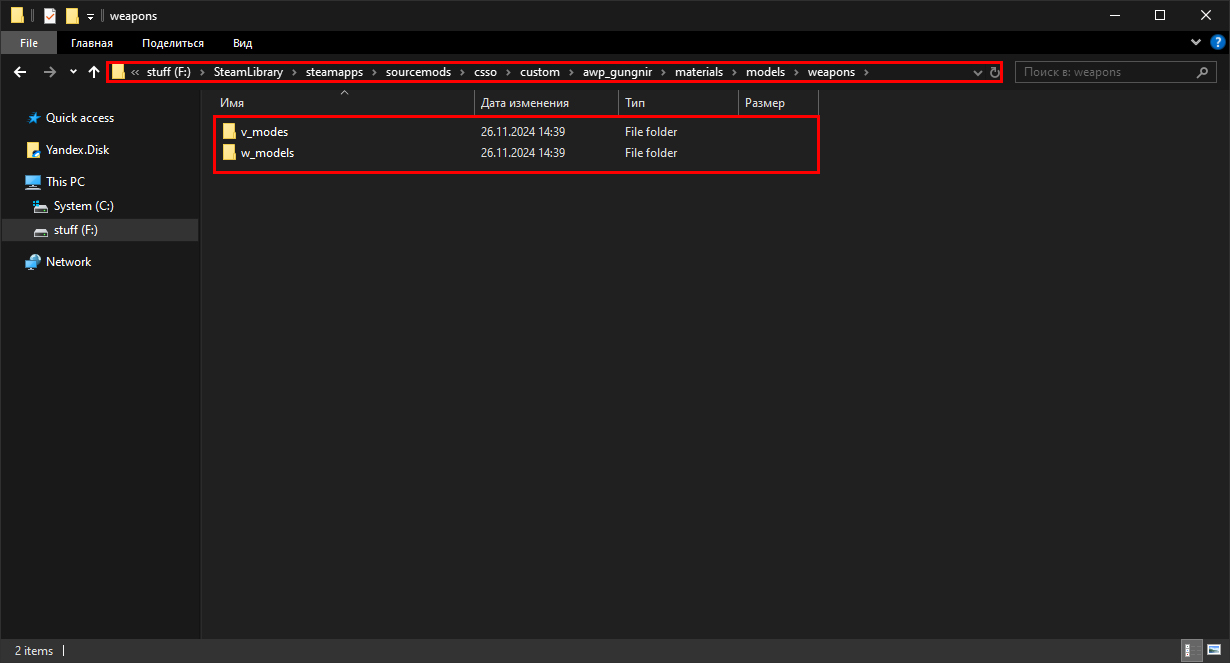 weapons
File Главная Поделиться Вид ?
« stuff (F:) > SteamLibrary > steamapps > sourcemods > csso > custom > awp_gungnir > materials > models > weapons > Поиск в: weapons
Имя Дата изменения Тип Размер
Quick access
Yandex.Disk
This PC
System (C:)
stuff (F:)
Network
v_modes 26.11.2024 14:39 File folder
w_models 26.11.2024 14:39 File folder
2 items